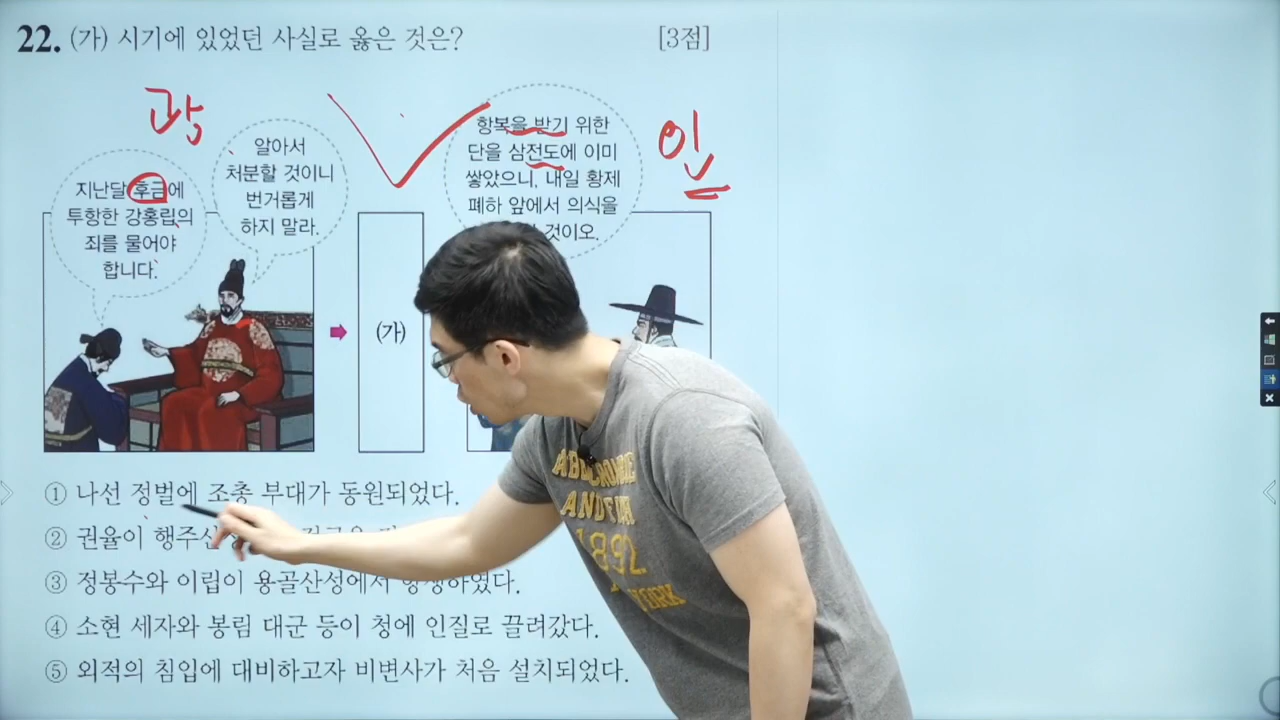 22. (가) 시기에 있었던 사실로 옳은 것은? [3점]
광
인
지난달 후금에
투항한 강홍립의
죄를 물어야
합니다.
알아서
처분할 것이니
번거롭게
하지 말라.
(가)
항복을 받기 위한
단을 삼전도에 이미
쌓았으니, 내일 황제
폐하 앞에서 의식을
것이오.
① 나선 정벌에 조총 부대가 동원되었다.
② 권율이
③ 정봉수와 이립이 용골산성에서 항쟁하였다.
④ 소현 세자와 봉림 대군 등이 청에 인질로 끌려갔다.
⑤ 외적의 침입에 대비하고자 비변사가 처음 설치되었다.
ABERCROMBIE
AND FITCH
1892
YORK